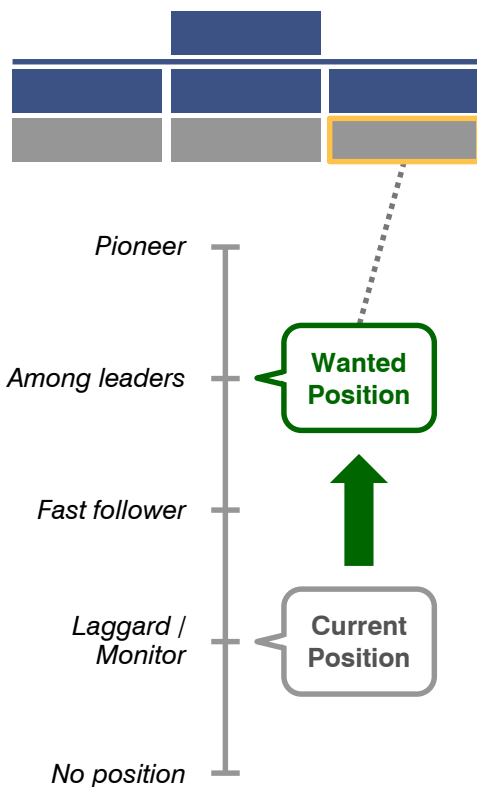 Pioneer
Among leaders
Wanted
Position
Fast follower
Laggard /
Monitor
Current
Position
No position